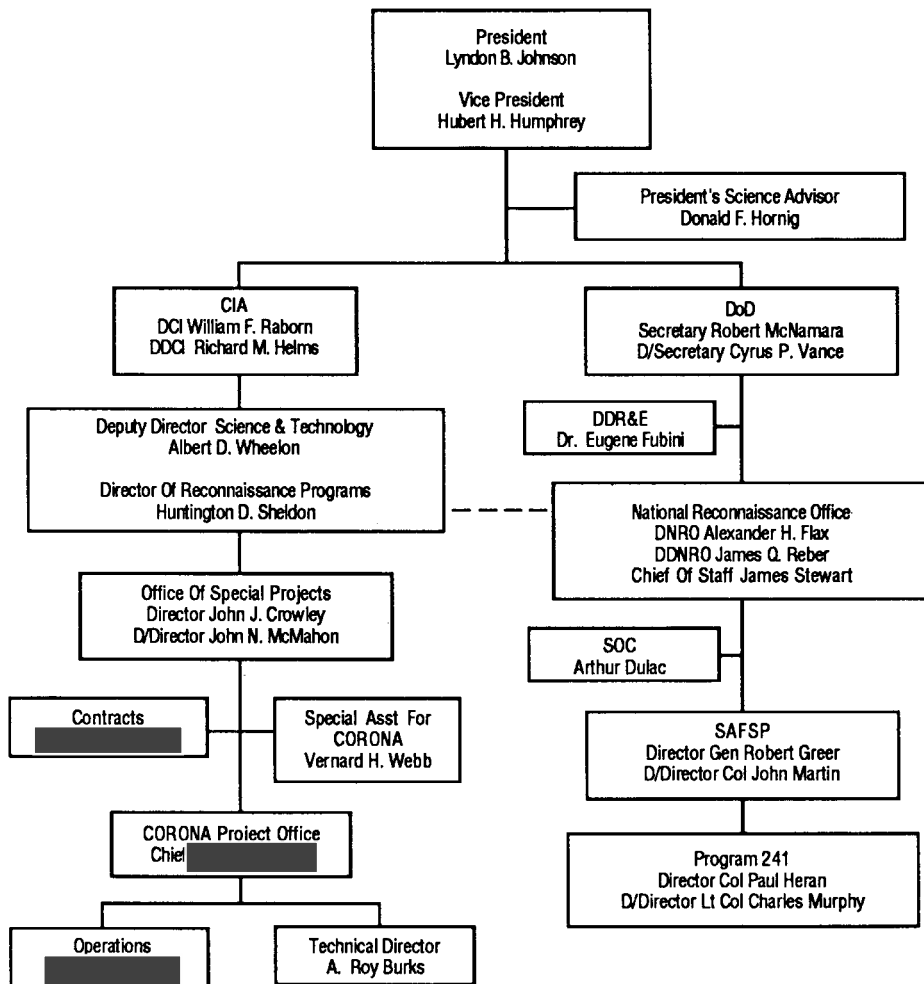 President
Lyndon B. Johnson
Vice President
Hubert H. Humphrey
President's Science Advisor
Donald F. Hornig
CIA
DCI William F. Raborn
DDCI Richard M. Helms
DoD
Secretary Robert McNamara
D/Secretary Cyrus P. Vance
Deputy Director Science & Technology
Albert D. Wheelon
Director Of Reconnaissance Programs
Huntington D. Sheldon
DDR&E
Dr. Eugene Fubini
National Reconnaissance Office
DNRO Alexander H. Flax
DDNRO James Q. Reber
Chief Of Staff James Stewart
Office Of Special Projects
Director John J. Crowley
D/Director John N. McMahon
SOC
Arthur Dulac
Contracts
Special Asst For
CORONA
Vernard H. Webb
SAFSP
Director Gen Robert Greer
D/Director Col John Martin
CORONA Project Office
Chief
Program 241
Director Col Paul Heran
D/Director Lt Col Charles Murphy
Operations
Technical Director
A. Roy Burks